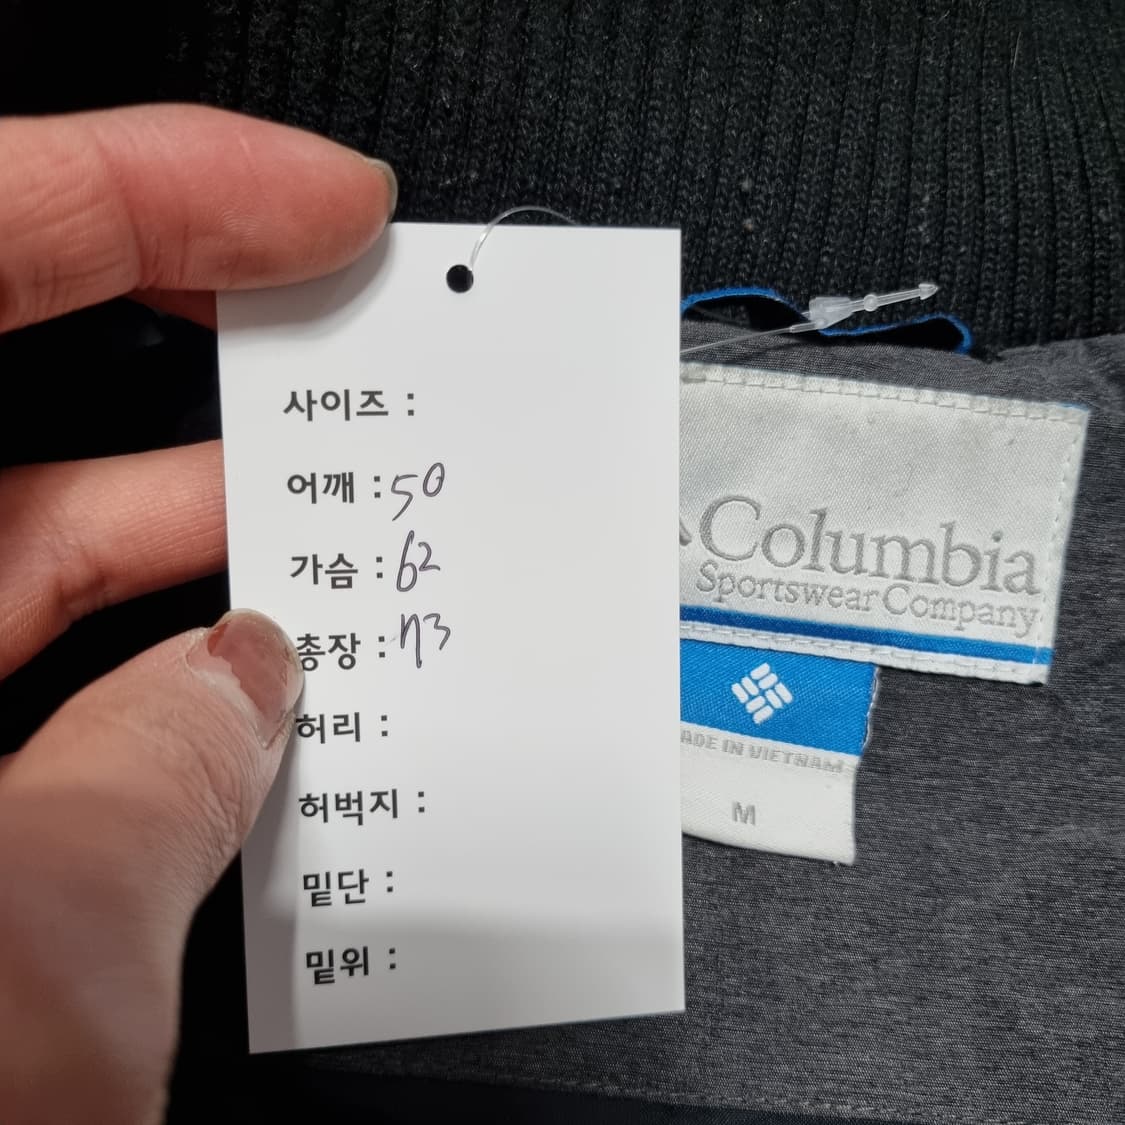 사이즈 :
어깨 : 50
가슴 : 62
총장 : 73
허리 :
허벅지 :
밑단 :
밑위 :
Columbia
Sportswear Company
ADE IN VIETNAM
M